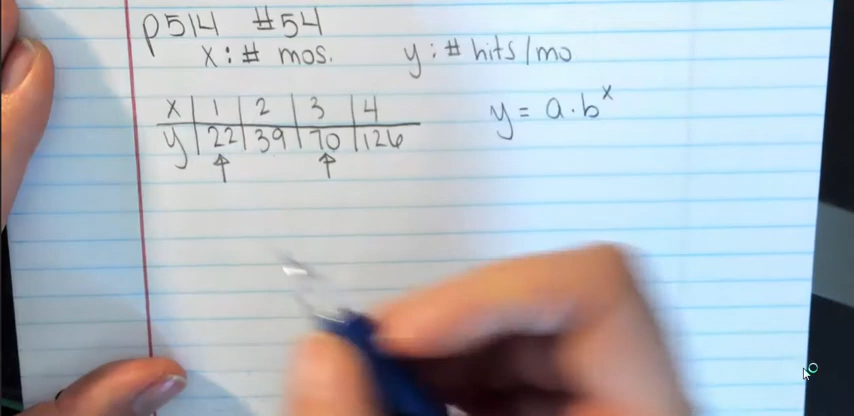 p514 #54
x: # mos. y: # hits/mo
x | 1 | 2 | 3 | 4 y = a·b^x
y | 22 | 39 | 70 | 126
↑ ↑